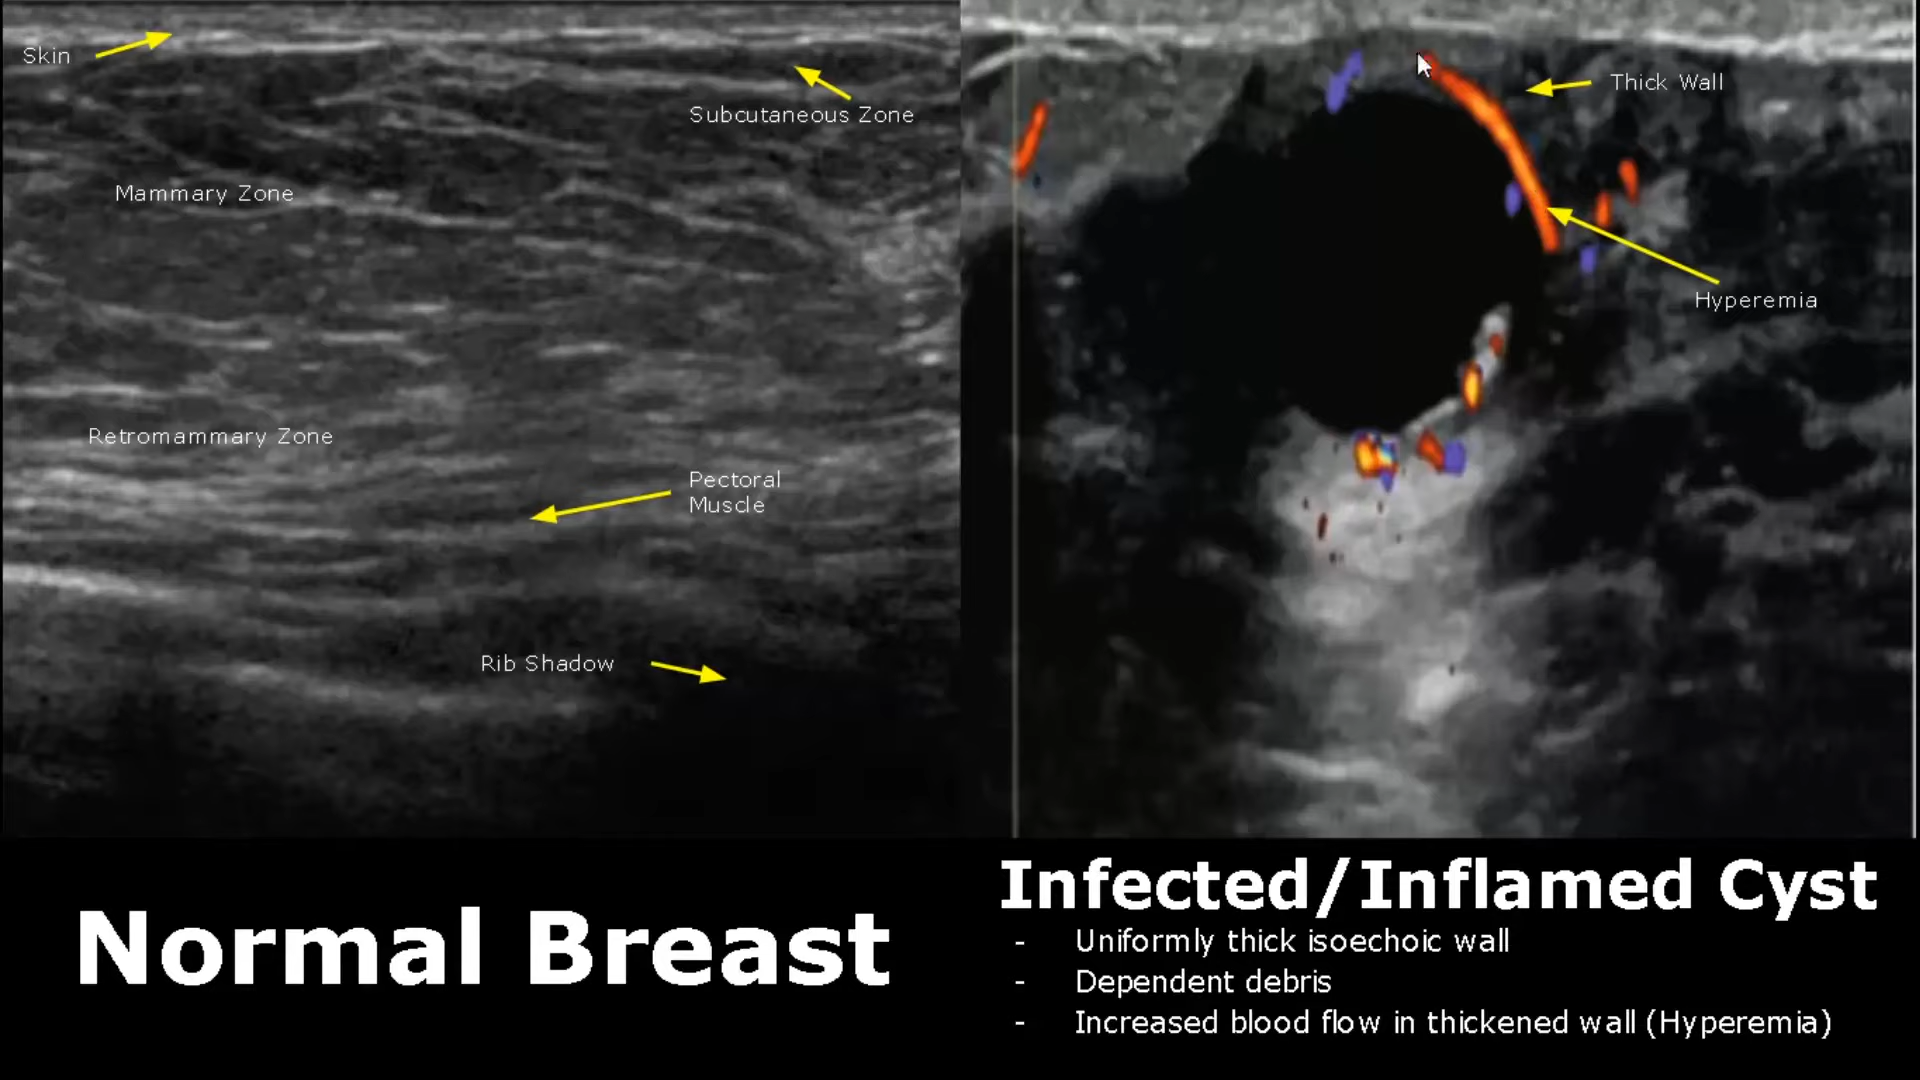 Skin
Subcutaneous Zone
Mammary Zone
Retromammary Zone
Pectoral
Muscle
Rib Shadow
Normal Breast
Thick Wall
Hyperemia
Infected/Inflamed Cyst
- Uniformly thick isoechoic wall
- Dependent debris
- Increased blood flow in thickened wall (Hyperemia)